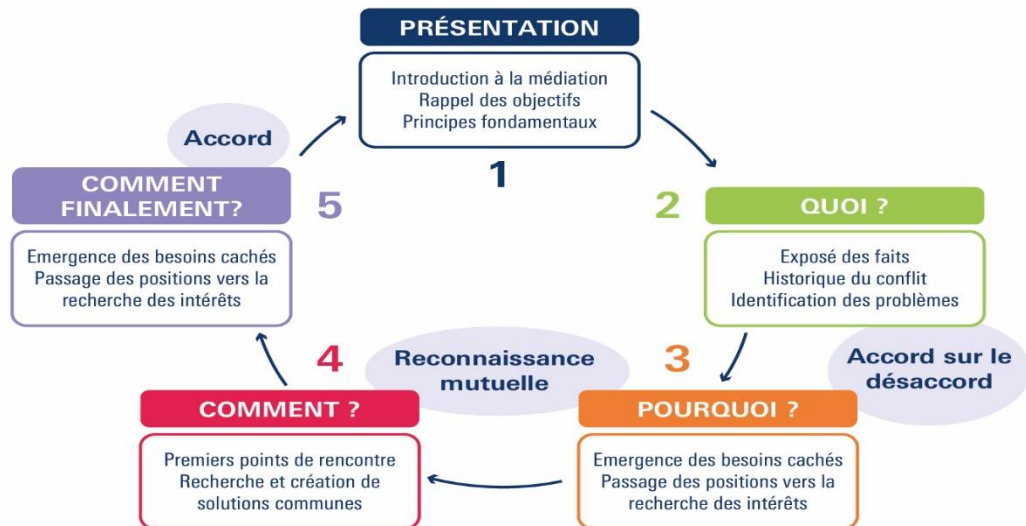 PRÉSENTATION
Introduction à la médiation
Rappel des objectifs
Principes fondamentaux
1
2
QUOI ?
Exposé des faits
Historique du conflit
Identification des problèmes
Accord sur le
désaccord
3
POURQUOI ?
Emergence des besoins cachés
Passage des positions vers la
recherche des intérêts
Reconnaissance
mutuelle
4
COMMENT ?
Premiers points de rencontre
Recherche et création de
solutions communes
5
COMMENT
FINALEMENT?
Emergence des besoins cachés
Passage des positions vers la
recherche des intérêts
Accord